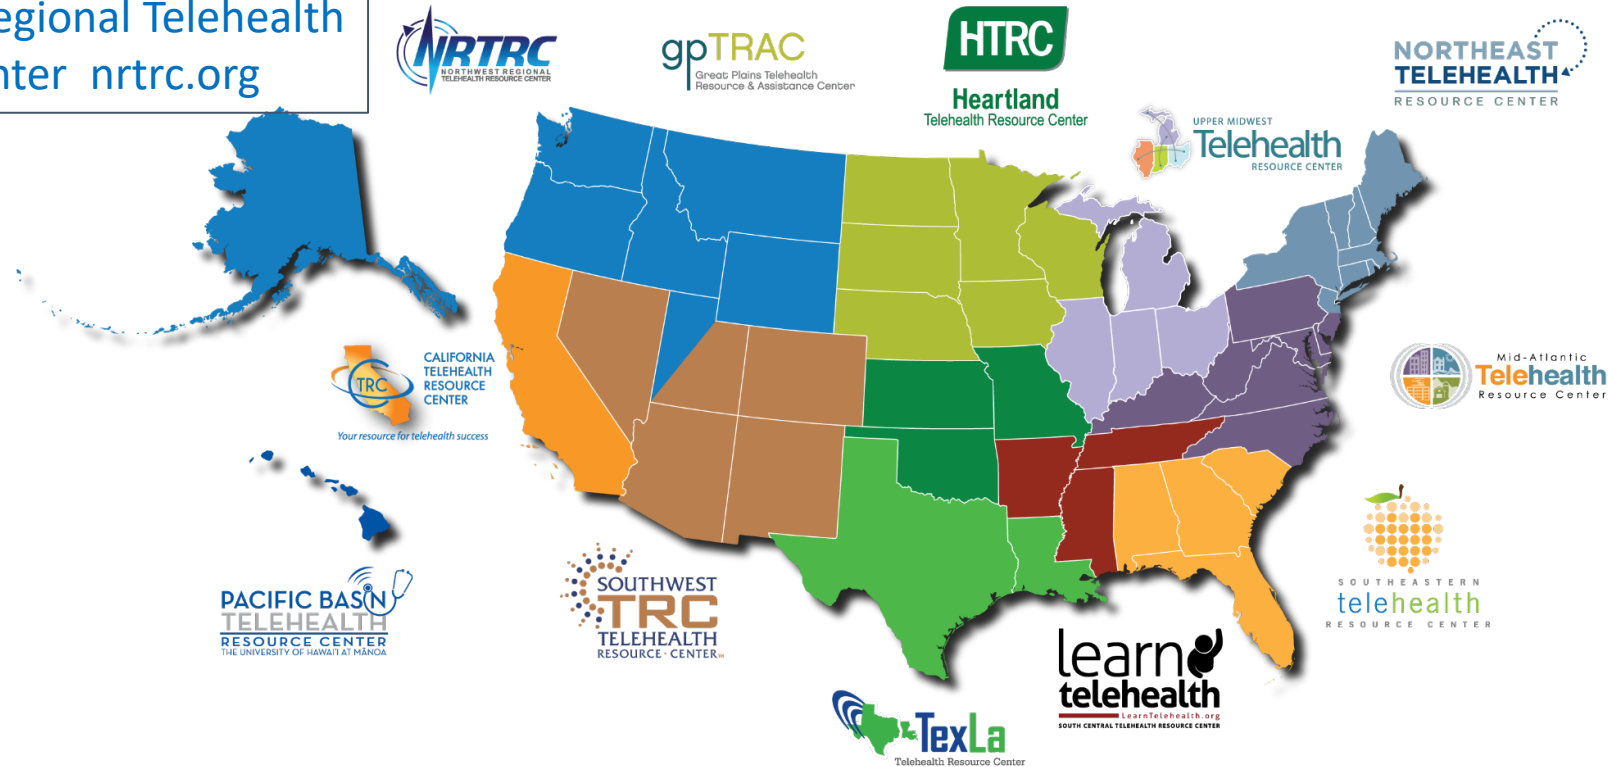 egional Telehealth
nter nrtrc.org
NRTRC
NORTHWEST REGIONAL
TELEHEALTH RESOURCE CENTER
gpTRAC
Great Plains Telehealth
Resource & Assistance Center
HTRC
Heartland
Telehealth Resource Center
UPPER MIDWEST
Telehealth
RESOURCE CENTER
NORTHEAST
TELEHEALTH
RESOURCE CENTER
TRC
CALIFORNIA
TELEHEALTH
RESOURCE
CENTER
Your resource for telehealth success
Mid-Atlantic
Telehealth
Resource Center
PACIFIC BASIN
TELEHEALTH
RESOURCE CENTER
THE UNIVERSITY OF HAWAI'I AT MĀNOA
SOUTHWEST
TRC
TELEHEALTH
RESOURCE · CENTER
SOUTHEASTERN
telehealth
RESOURCE CENTER
learn
telehealth
LearnTelehealth.org
SOUTH CENTRAL TELEHEALTH RESOURCE CENTER
TexLa
Telehealth Resource Center